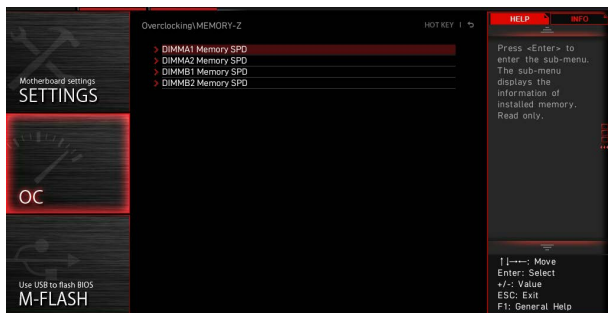 Motherboard settings
SETTINGS
OC
Use USB to flash BIOS
M-FLASH
Overclocking\MEMORY-Z
HOT KEY | ⮌
> DIMMA1 Memory SPD
> DIMMA2 Memory SPD
> DIMMB1 Memory SPD
> DIMMB2 Memory SPD
HELP
INFO
Press <Enter> to
enter the sub-menu.
The sub-menu
displays the
information of
installed memory.
Read only.
↑↓→←: Move
Enter: Select
+/-: Value
ESC: Exit
F1: General Help